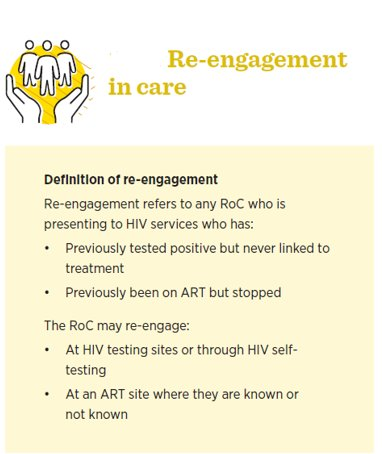 Re-engagement
in care
Definition of re-engagement
Re-engagement refers to any RoC who is
presenting to HIV services who has:
• Previously tested positive but never linked to
treatment
• Previously been on ART but stopped
The RoC may re-engage:
• At HIV testing sites or through HIV self-
testing
• At an ART site where they are known or
not known